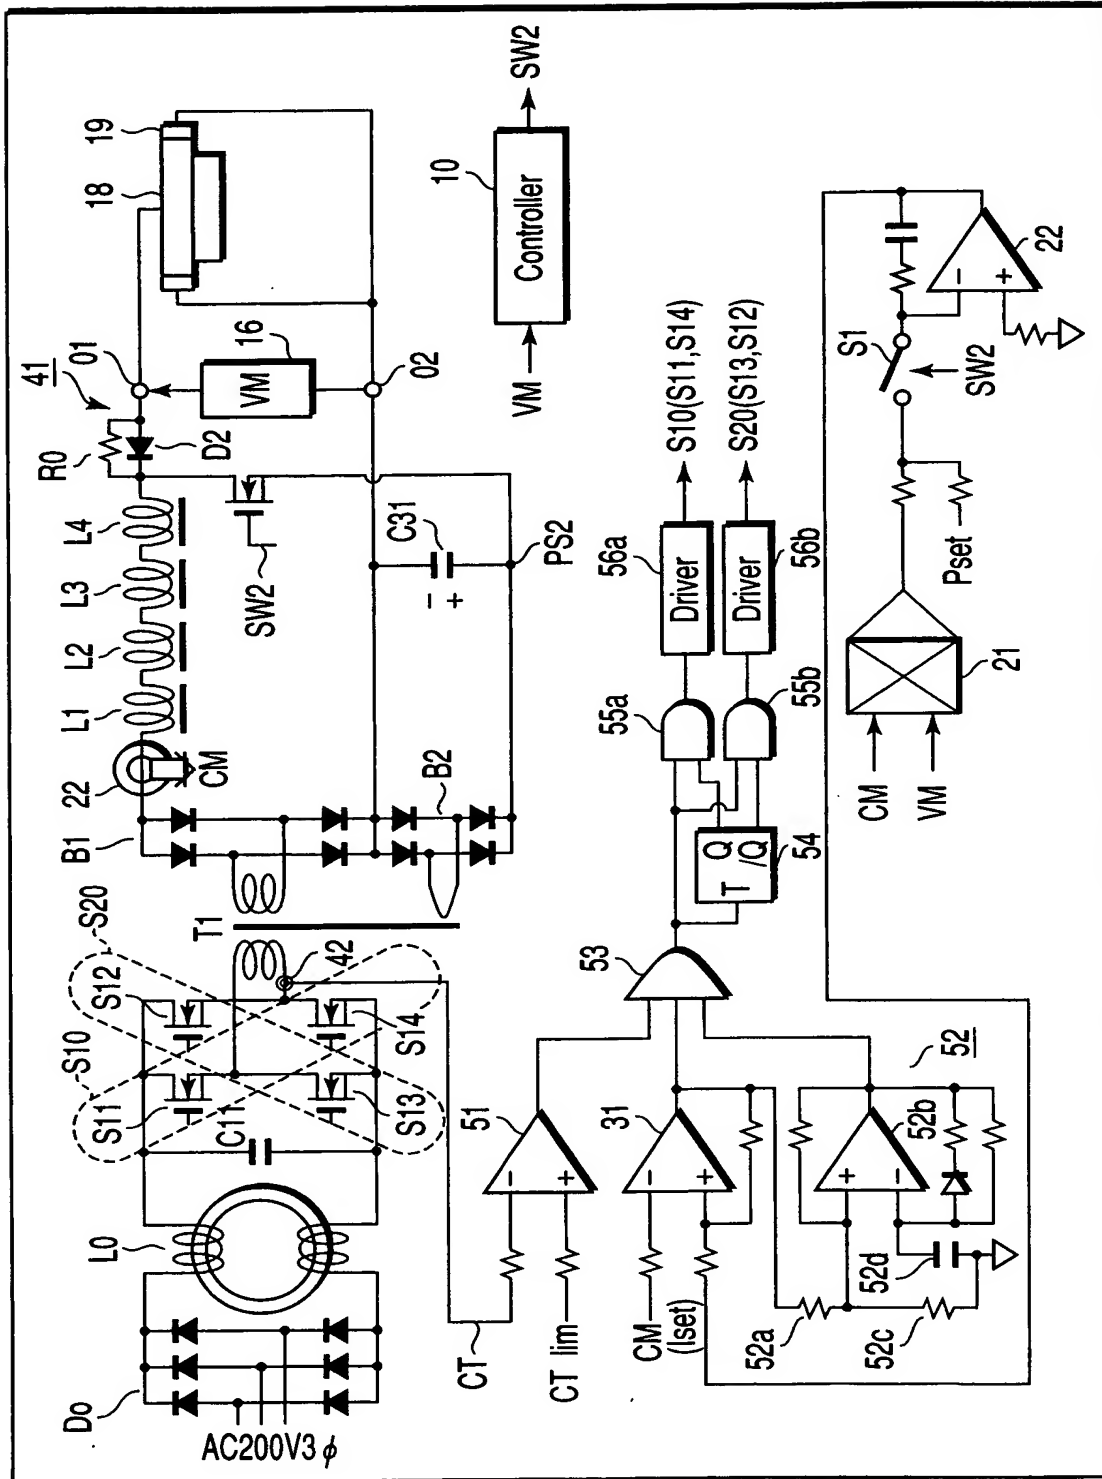 Do
AC200V3 φ
L0
C11
S10
S11
S20
S12
S13
S14
42
T1
B1
B2
22
CM
L1
L2
L3
L4
R0
D2
41
01
VM
16
02
18
19
SW2
C31
-
+
PS2
VM
Controller
10
SW2
CT
CT lim
51
-
+
CM
(Iset)
31
-
+
53
52
52a
52b
52c
52d
+
-
T Q
/Q
54
55a
55b
56a
Driver
56b
Driver
S10(S11,S14)
S20(S13,S12)
CM
VM
21
Pset
S1
SW2
22
-
+